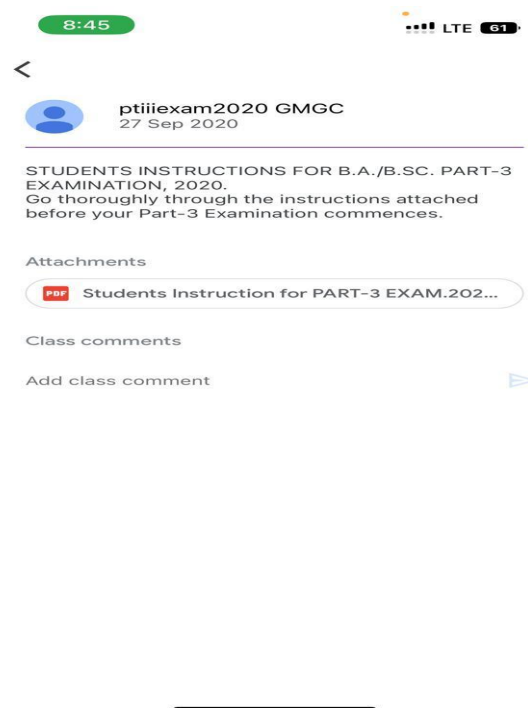 8:45
LTE 61
ptiiiexam2020 GMGC
27 Sep 2020
STUDENTS INSTRUCTIONS FOR B.A./B.SC. PART-3
EXAMINATION, 2020.
Go thoroughly through the instructions attached
before your Part-3 Examination commences.
Attachments
PDF Students Instruction for PART-3 EXAM.202...
Class comments
Add class comment